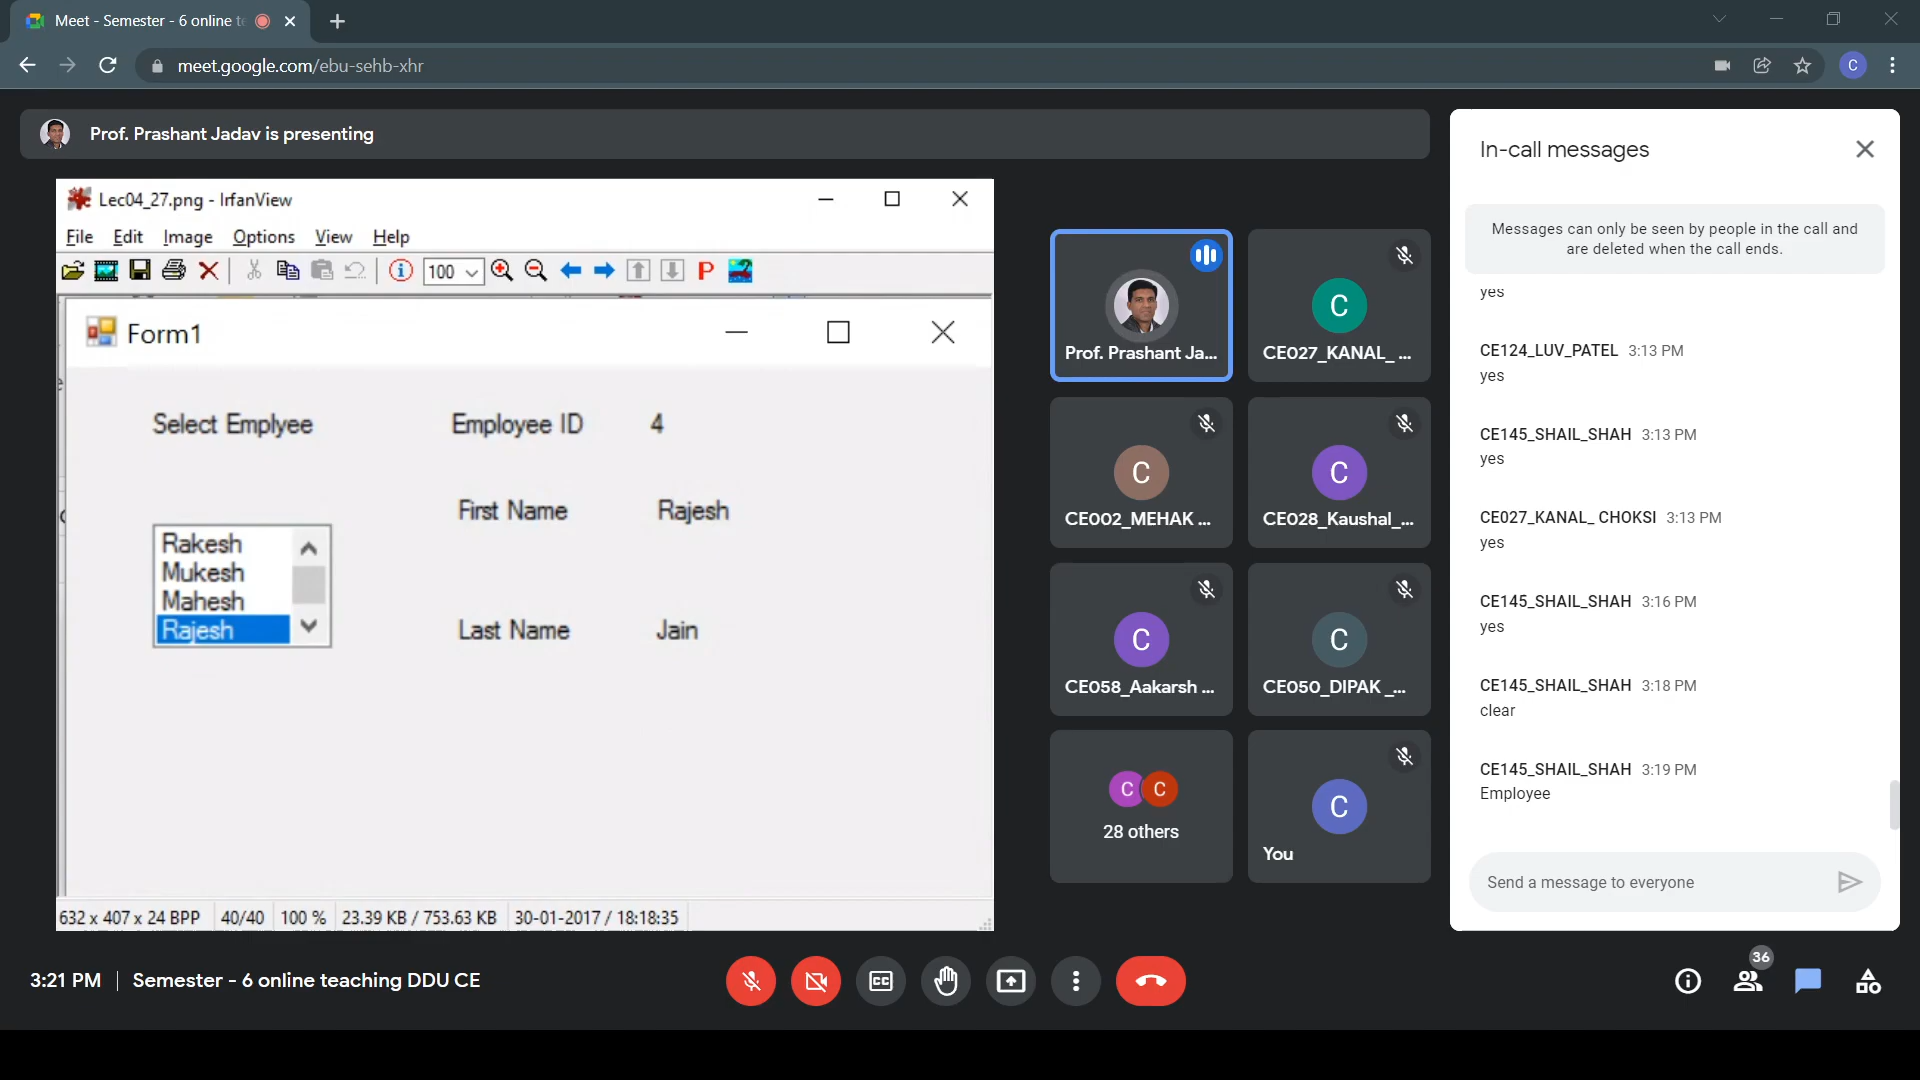 Meet - Semester - 6 online te
meet.google.com/ebu-sehb-xhr
C
Prof. Prashant Jadav is presenting
Lec04_27.png - IrfanView
File Edit Image Options View Help
100
P
Form1
Select Emplyee
Employee ID 4
First Name Rajesh
Rakesh
Mukesh
Mahesh
Rajesh
Last Name Jain
632 x 407 x 24 BPP 40/40 100 % 23.39 KB / 753.63 KB 30-01-2017 / 18:18:35
Prof. Prashant Ja...
C
CE027_KANAL_ ...
C
CE002_MEHAK ...
C
CE028_Kaushal_...
C
CE058_Aakarsh ...
C
CE050_DIPAK _...
C C
28 others
C
You
In-call messages
Messages can only be seen by people in the call and
are deleted when the call ends.
yes
CE124_LUV_PATEL 3:13 PM
yes
CE145_SHAIL_SHAH 3:13 PM
yes
CE027_KANAL_ CHOKSI 3:13 PM
yes
CE145_SHAIL_SHAH 3:16 PM
yes
CE145_SHAIL_SHAH 3:18 PM
clear
CE145_SHAIL_SHAH 3:19 PM
Employee
Send a message to everyone
3:21 PM | Semester - 6 online teaching DDU CE
36